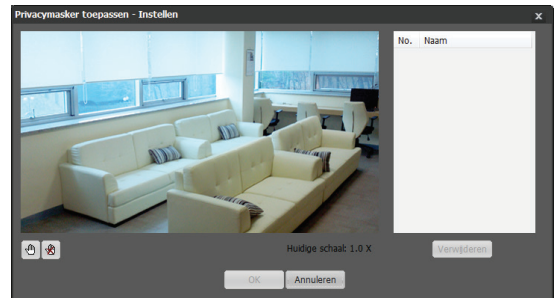 Privacymasker toepassen - Instellen x
No. Naam
Huidige schaal: 1.0 X
Verwijderen
OK Annuleren